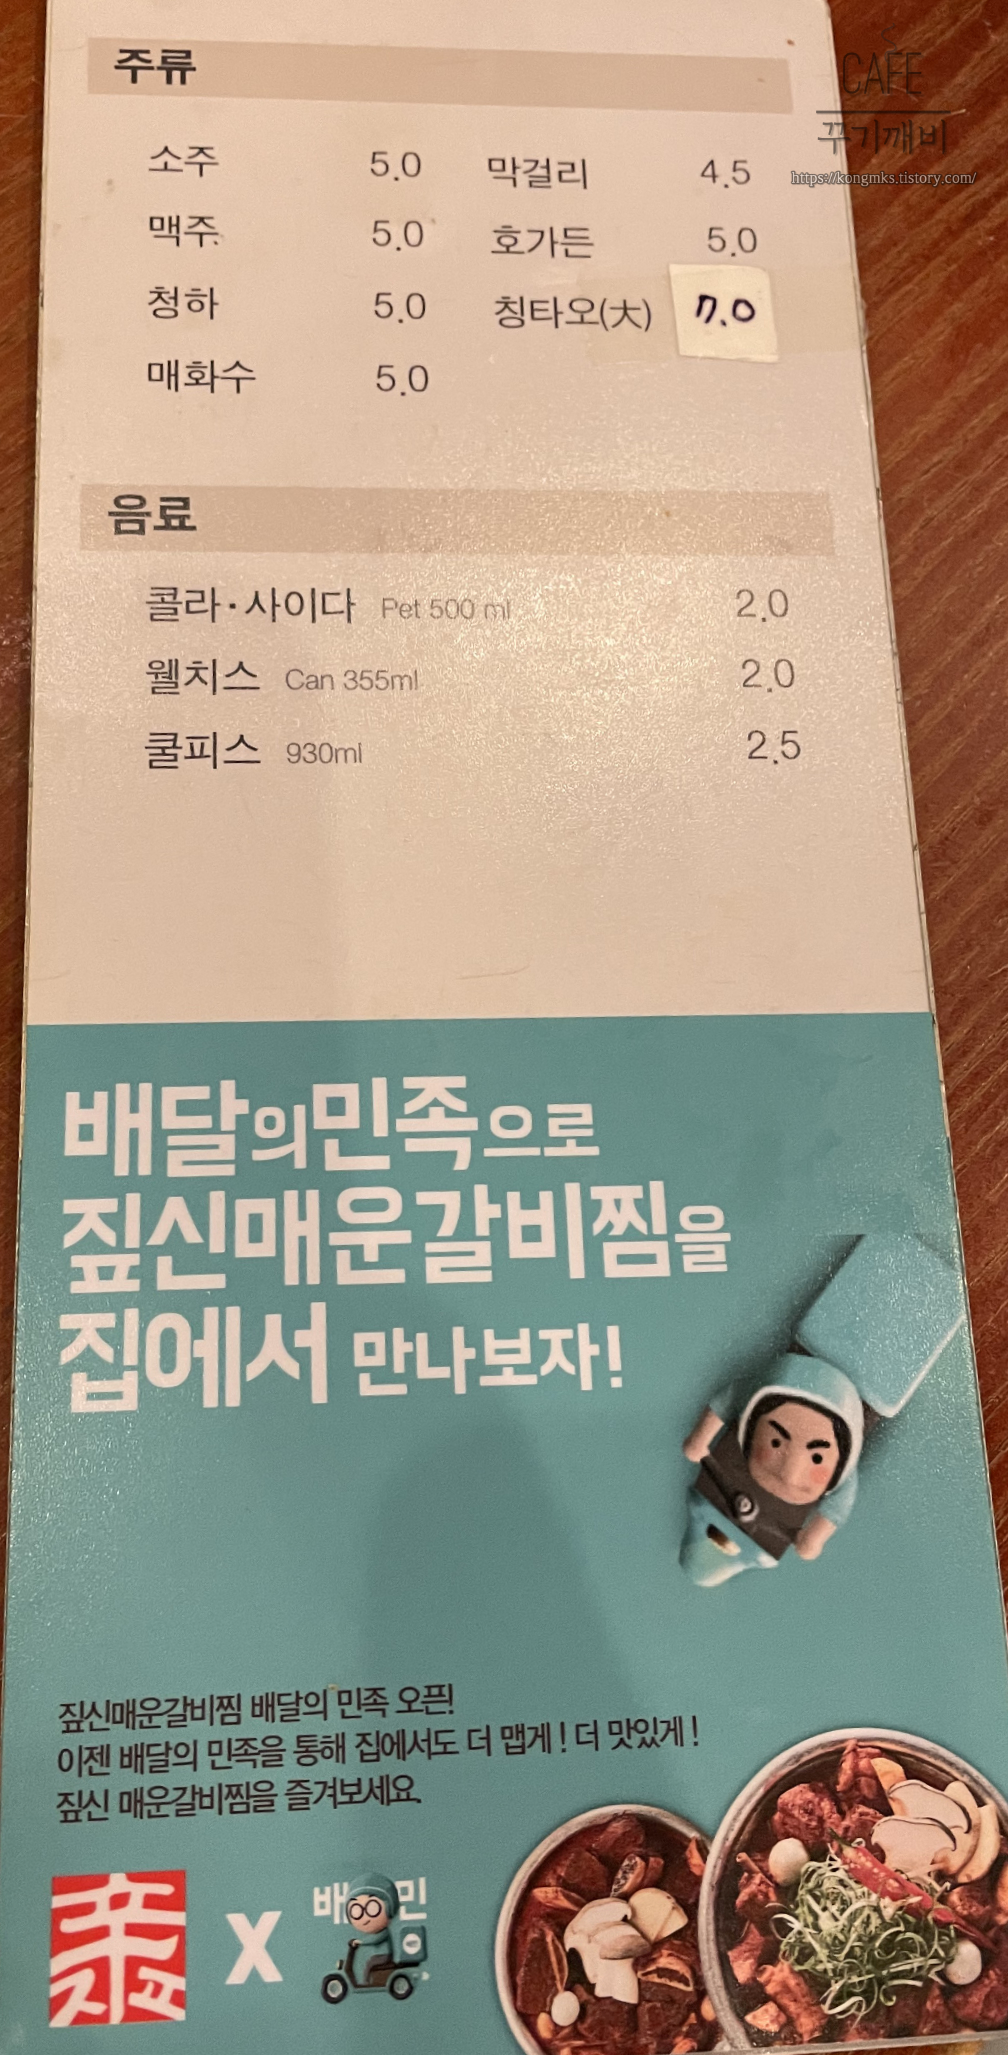 주류
소주 5.0 막걸리 4.5
맥주 5.0 호가든 5.0
청하 5.0 칭타오(大) 7.0
매화수 5.0
음료
콜라·사이다 Pet 500 ml 2.0
웰치스 Can 355ml 2.0
쿨피스 930ml 2.5
배달의민족으로
짚신매운갈비찜을
집에서 만나보자!
짚신매운갈비찜 배달의 민족 오픈!
이젠 배달의 민족을 통해 집에서도 더 맵게! 더 맛있게!
짚신 매운갈비찜을 즐겨보세요.
X
배 민
CAFE
꾸기깨비
https://kongmks.tistory.com/